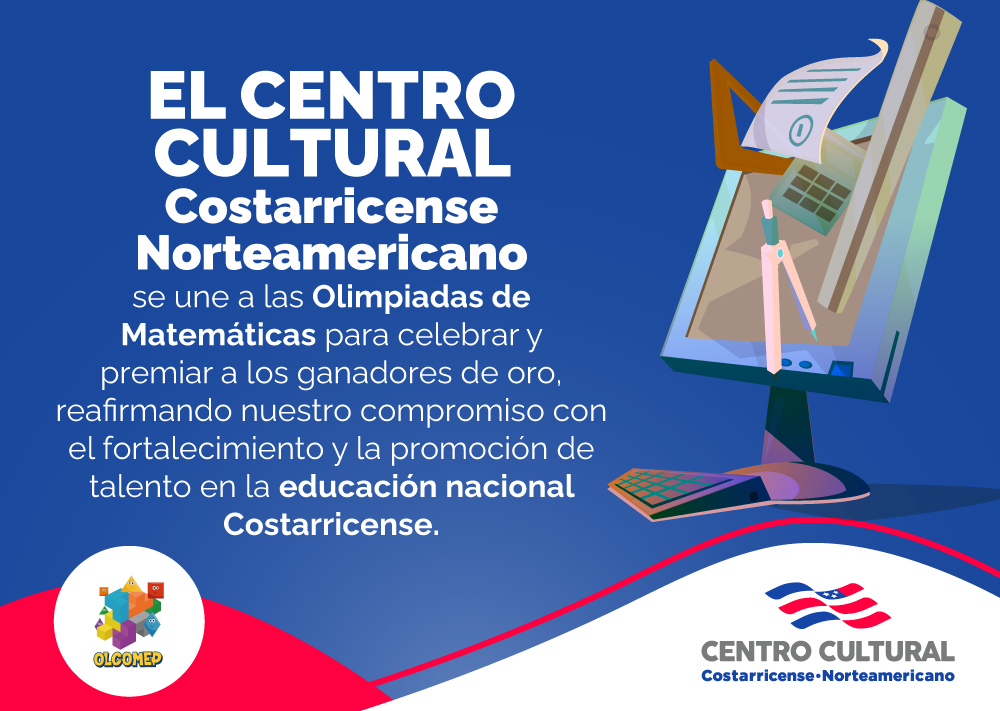 EL CENTRO
CULTURAL
Costarricense
Norteamericano
se une a las Olimpiadas de
Matemáticas para celebrar y
premiar a los ganadores de oro,
reafirmando nuestro compromiso con
el fortalecimiento y la promoción de
talento en la educación nacional
Costarricense.
OLCOMEP
CENTRO CULTURAL
Costarricense•Norteamericano